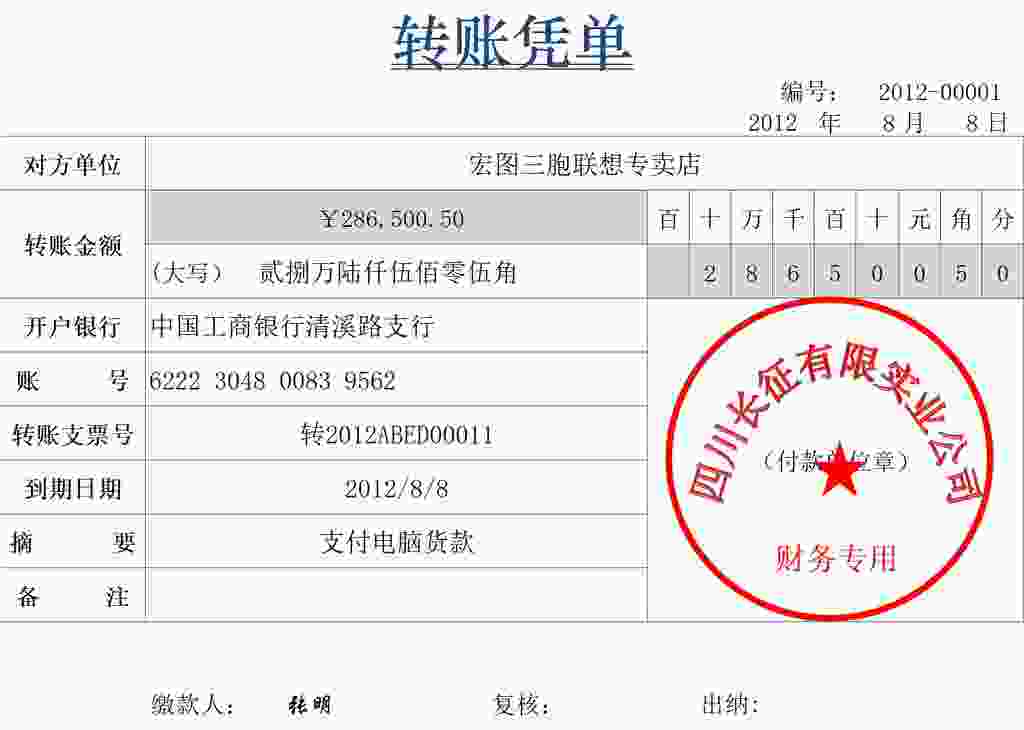 转账凭单
编号： 2012-00001
2012 年 8 月 8 日
对方单位 宏图三胞联想专卖店
转账金额 ￥286,500.50 百 十 万 千 百 十 元 角 分
(大写) 贰捌万陆仟伍佰零伍角 2 8 6 5 0 0 5 0
开户银行 中国工商银行清溪路支行
账 号 6222 3048 0083 9562
转账支票号 转2012ABED00011
到期日期 2012/8/8
摘 要 支付电脑货款
备 注
四川长征有限实业公司
（付款单位章）
财务专用
缴款人： 张明 复核： 出纳：